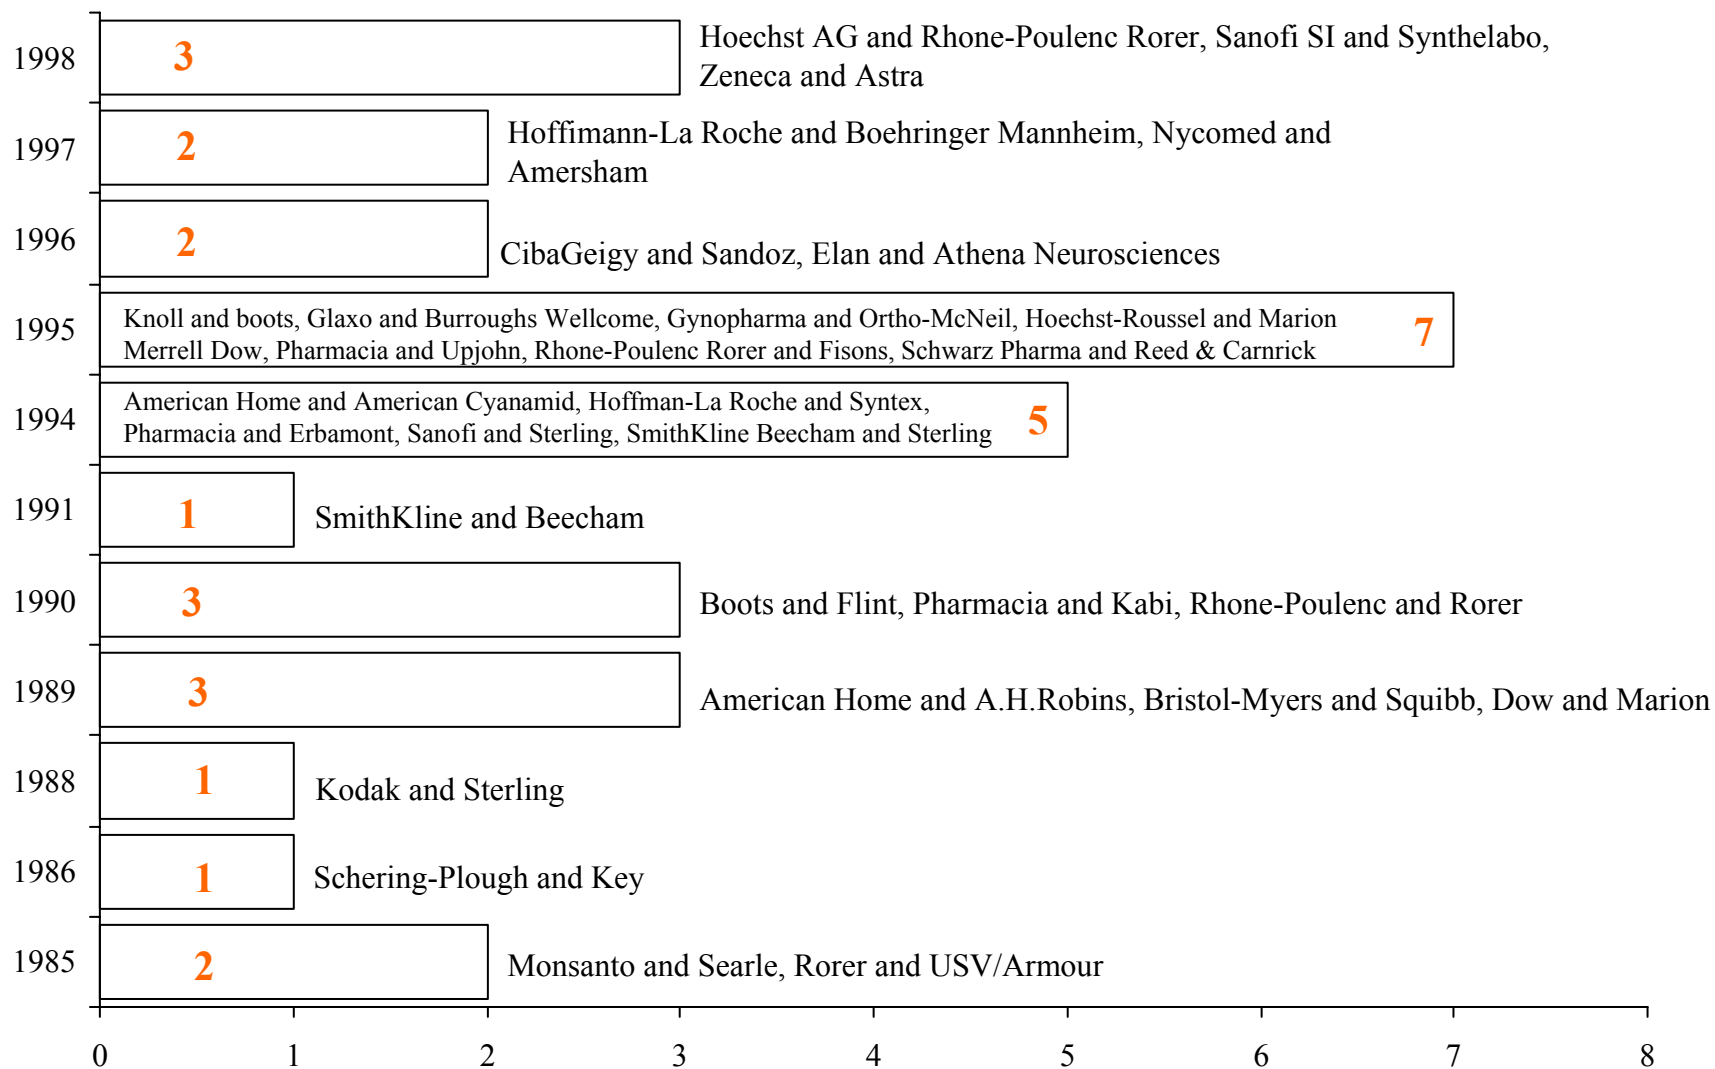 1998
3
Hoechst AG and Rhone-Poulenc Rorer, Sanofi SI and Synthelabo,
Zeneca and Astra
1997
2
Hoffimann-La Roche and Boehringer Mannheim, Nycomed and
Amersham
1996
2
CibaGeigy and Sandoz, Elan and Athena Neurosciences
1995
Knoll and boots, Glaxo and Burroughs Wellcome, Gynopharma and Ortho-McNeil, Hoechst-Roussel and Marion
Merrell Dow, Pharmacia and Upjohn, Rhone-Poulenc Rorer and Fisons, Schwarz Pharma and Reed & Carnrick
7
1994
American Home and American Cyanamid, Hoffman-La Roche and Syntex,
Pharmacia and Erbamont, Sanofi and Sterling, SmithKline Beecham and Sterling
5
1991
1
SmithKline and Beecham
1990
3
Boots and Flint, Pharmacia and Kabi, Rhone-Poulenc and Rorer
1989
3
American Home and A.H.Robins, Bristol-Myers and Squibb, Dow and Marion
1988
1
Kodak and Sterling
1986
1
Schering-Plough and Key
1985
2
Monsanto and Searle, Rorer and USV/Armour
0 1 2 3 4 5 6 7 8